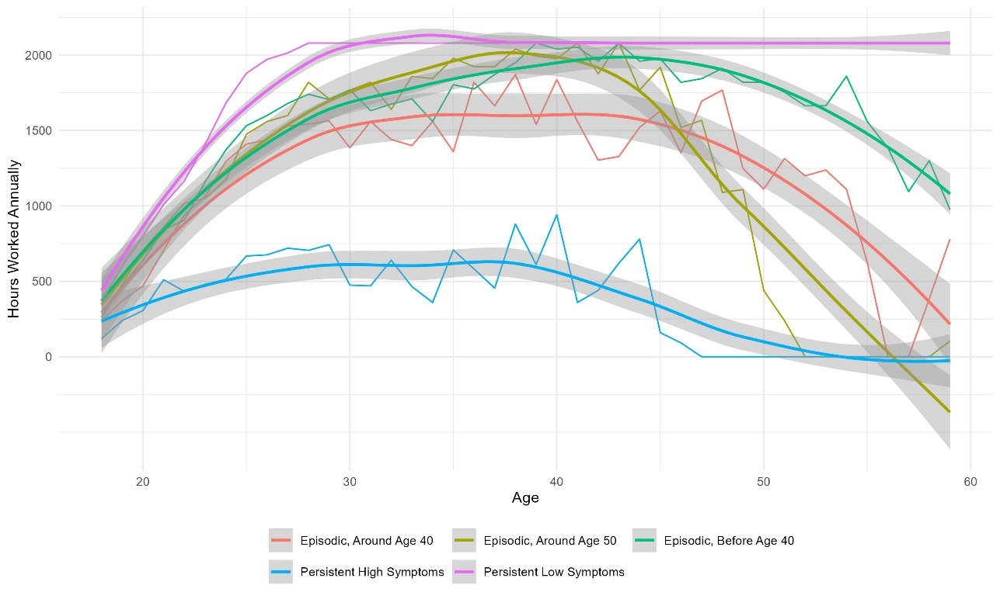 Hours Worked Annually
2000
1500
1000
500
0
20 30 40 50 60
Age
Episodic, Around Age 40 Episodic, Around Age 50 Episodic, Before Age 40
Persistent High Symptoms Persistent Low Symptoms